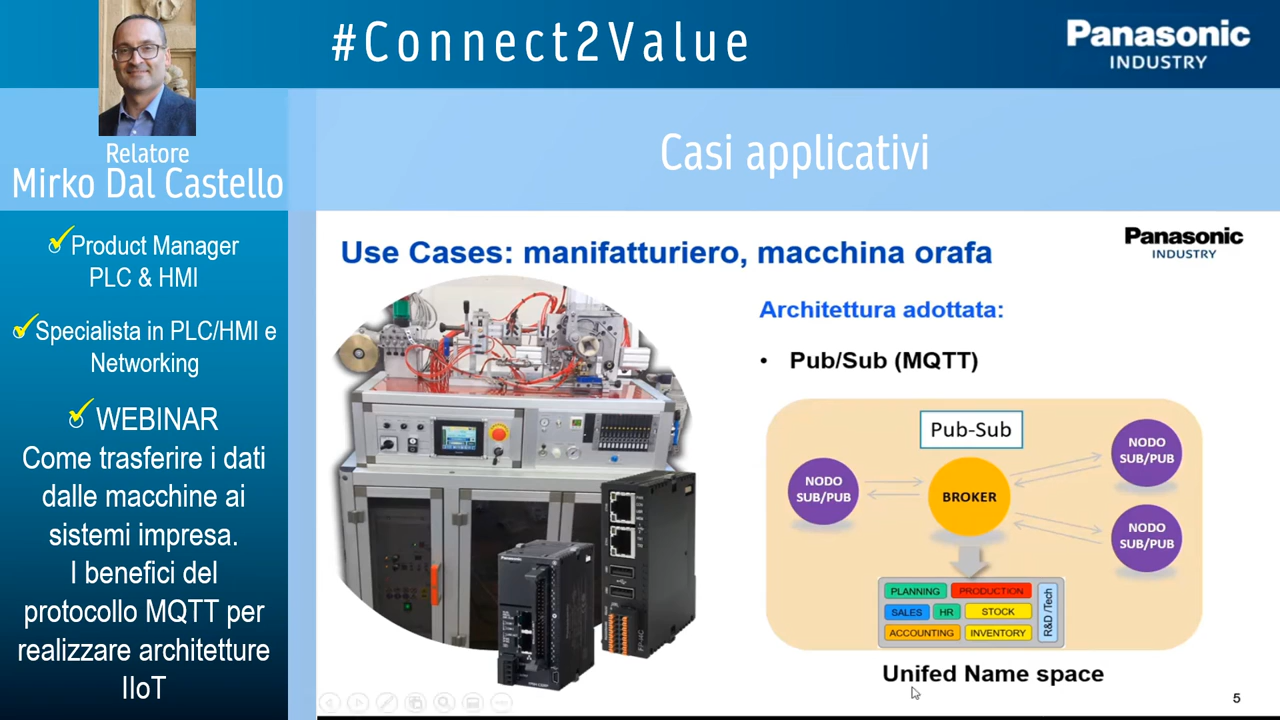 #Connect2Value
Panasonic
INDUSTRY
Relatore
Mirko Dal Castello
Product Manager
PLC & HMI
Specialista in PLC/HMI e
Networking
WEBINAR
Come trasferire i dati
dalle macchine ai
sistemi impresa.
I benefici del
protocollo MQTT per
realizzare architetture
IIoT
Casi applicativi
Use Cases: manifatturiero, macchina orafa
Panasonic
INDUSTRY
Architettura adottata:
• Pub/Sub (MQTT)
Pub-Sub
NODO
SUB/PUB
BROKER
NODO
SUB/PUB
NODO
SUB/PUB
PLANNING
PRODUCTION
SALES
HR
STOCK
ACCOUNTING
INVENTORY
R&D /Tech
Unifed Name space
Panasonic
5